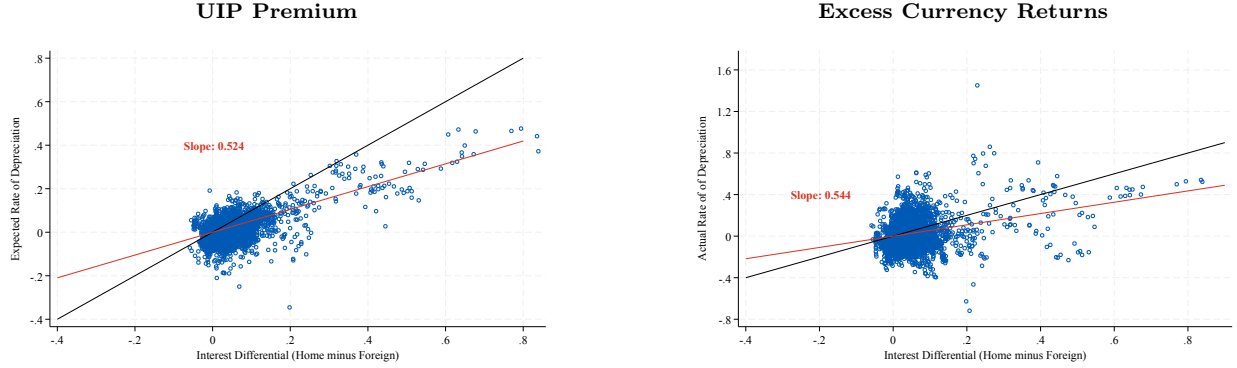 UIP Premium
Expected Rate of Depreciation
.8
.6
.4
.2
0
-.2
-.4
Slope: 0.524
-.4 -.2 0 .2 .4 .6 .8
Interest Differential (Home minus Foreign)
Excess Currency Returns
Actual Rate of Depreciation
1.6
1.2
.8
.4
0
-.4
-.8
Slope: 0.544
-.4 -.2 0 .2 .4 .6 .8
Interest Differential (Home minus Foreign)